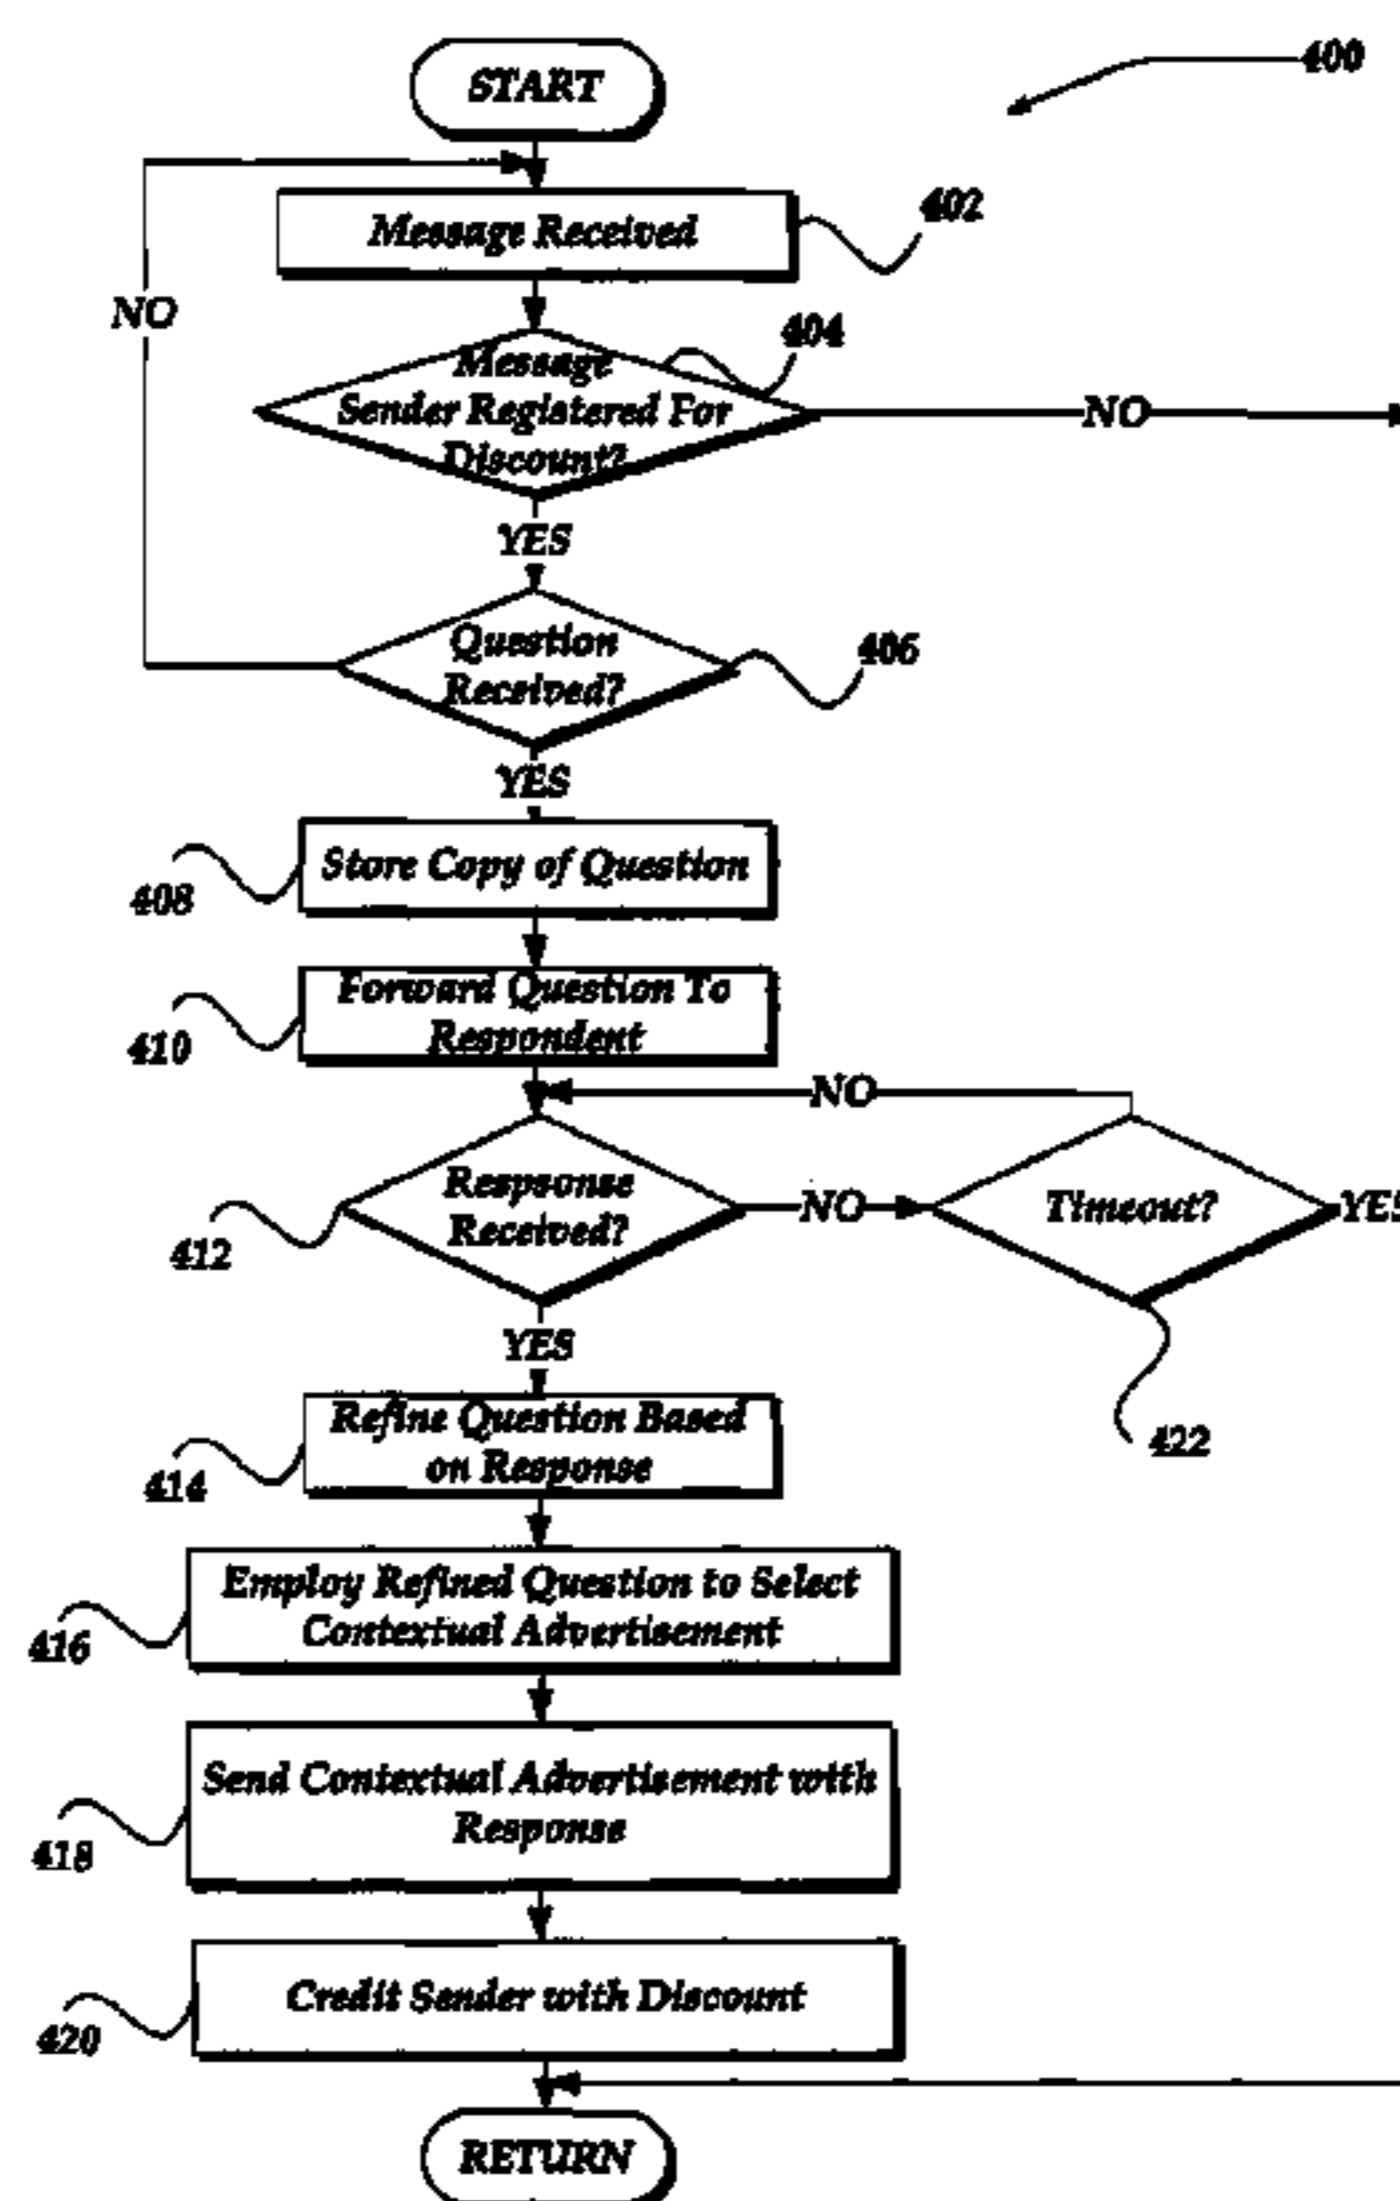 START
400
Message Received
402
NO
Message
404
Sender Registered For
NO
Discount?
YES
Question
406
Received?
YES
Store Copy of Question
408
Forward Question To
Respondent
410
NO
Respsonse
Received?
NO
Timeout?
YES
412
YES
Refine Question Based
on Response
422
414
Employ Refined Question to Select
Contextual Advertisement
416
Send Contextual Advertisement with
Response
418
Credit Sender with Discount
420
RETURN